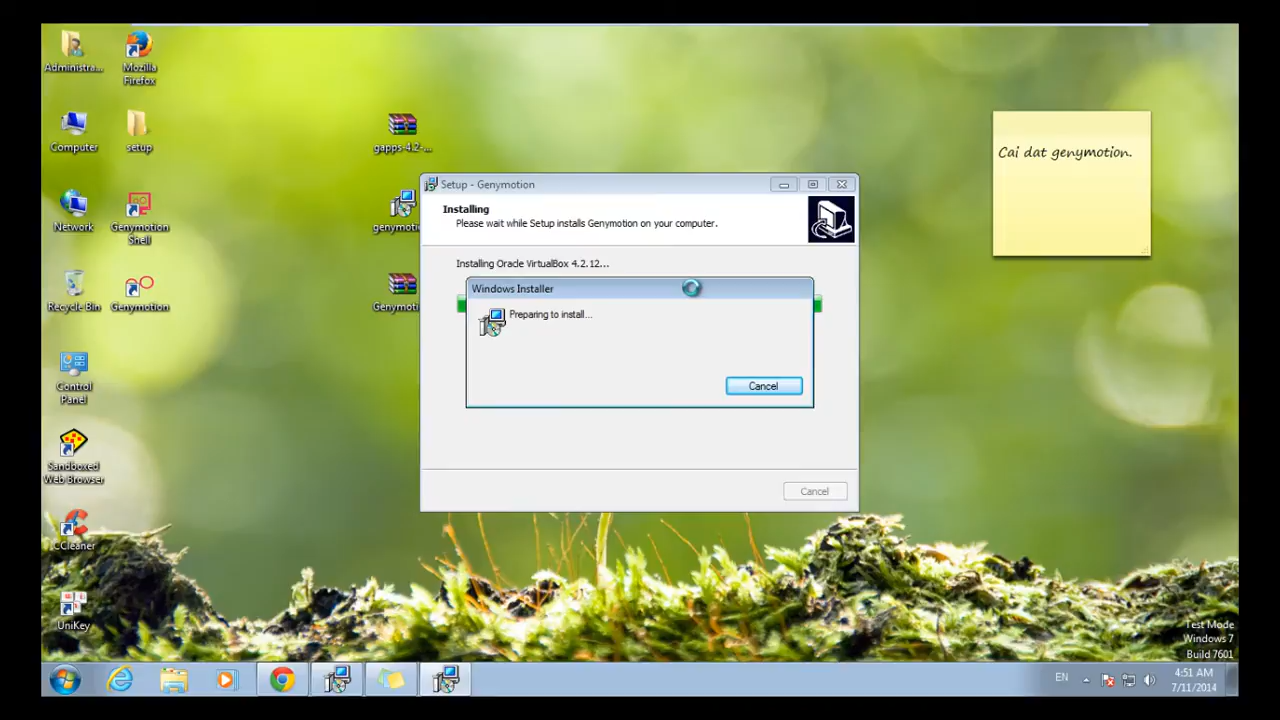 Administra...
Mozilla
Firefox
Computer
setup
gapps-4.2-...
Cai dat genymotion.
Network
Genymotion
Shell
genymoti
Recycle Bin
Genymotion
Genymoti
Control
Panel
Sandboxed
Web Browser
CCleaner
UniKey
Setup - Genymotion
Installing
Please wait while Setup installs Genymotion on your computer.
Installing Oracle VirtualBox 4.2.12...
Windows Installer
Preparing to install...
Cancel
Cancel
Test Mode
Windows 7
Build 7601
EN
4:51 AM
7/11/2014